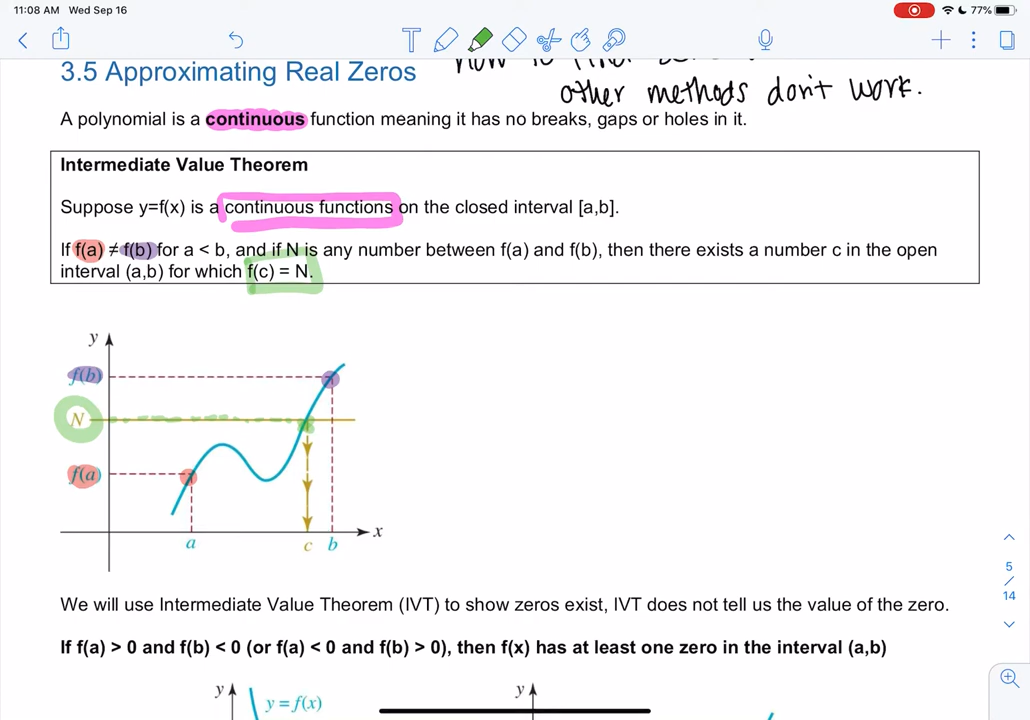 11:08 AM Wed Sep 16
77%
T
how to find
3.5 Approximating Real Zeros
other methods don't work.
A polynomial is a continuous function meaning it has no breaks, gaps or holes in it.
Intermediate Value Theorem
Suppose y=f(x) is a continuous functions on the closed interval [a,b].
If f(a) ≠ f(b) for a < b, and if N is any number between f(a) and f(b), then there exists a number c in the open
interval (a,b) for which f(c) = N.
y
f(b)
N
f(a)
x
a
c
b
5
/
14
We will use Intermediate Value Theorem (IVT) to show zeros exist, IVT does not tell us the value of the zero.
If f(a) > 0 and f(b) < 0 (or f(a) < 0 and f(b) > 0), then f(x) has at least one zero in the interval (a,b)
y
y = f(x)
y